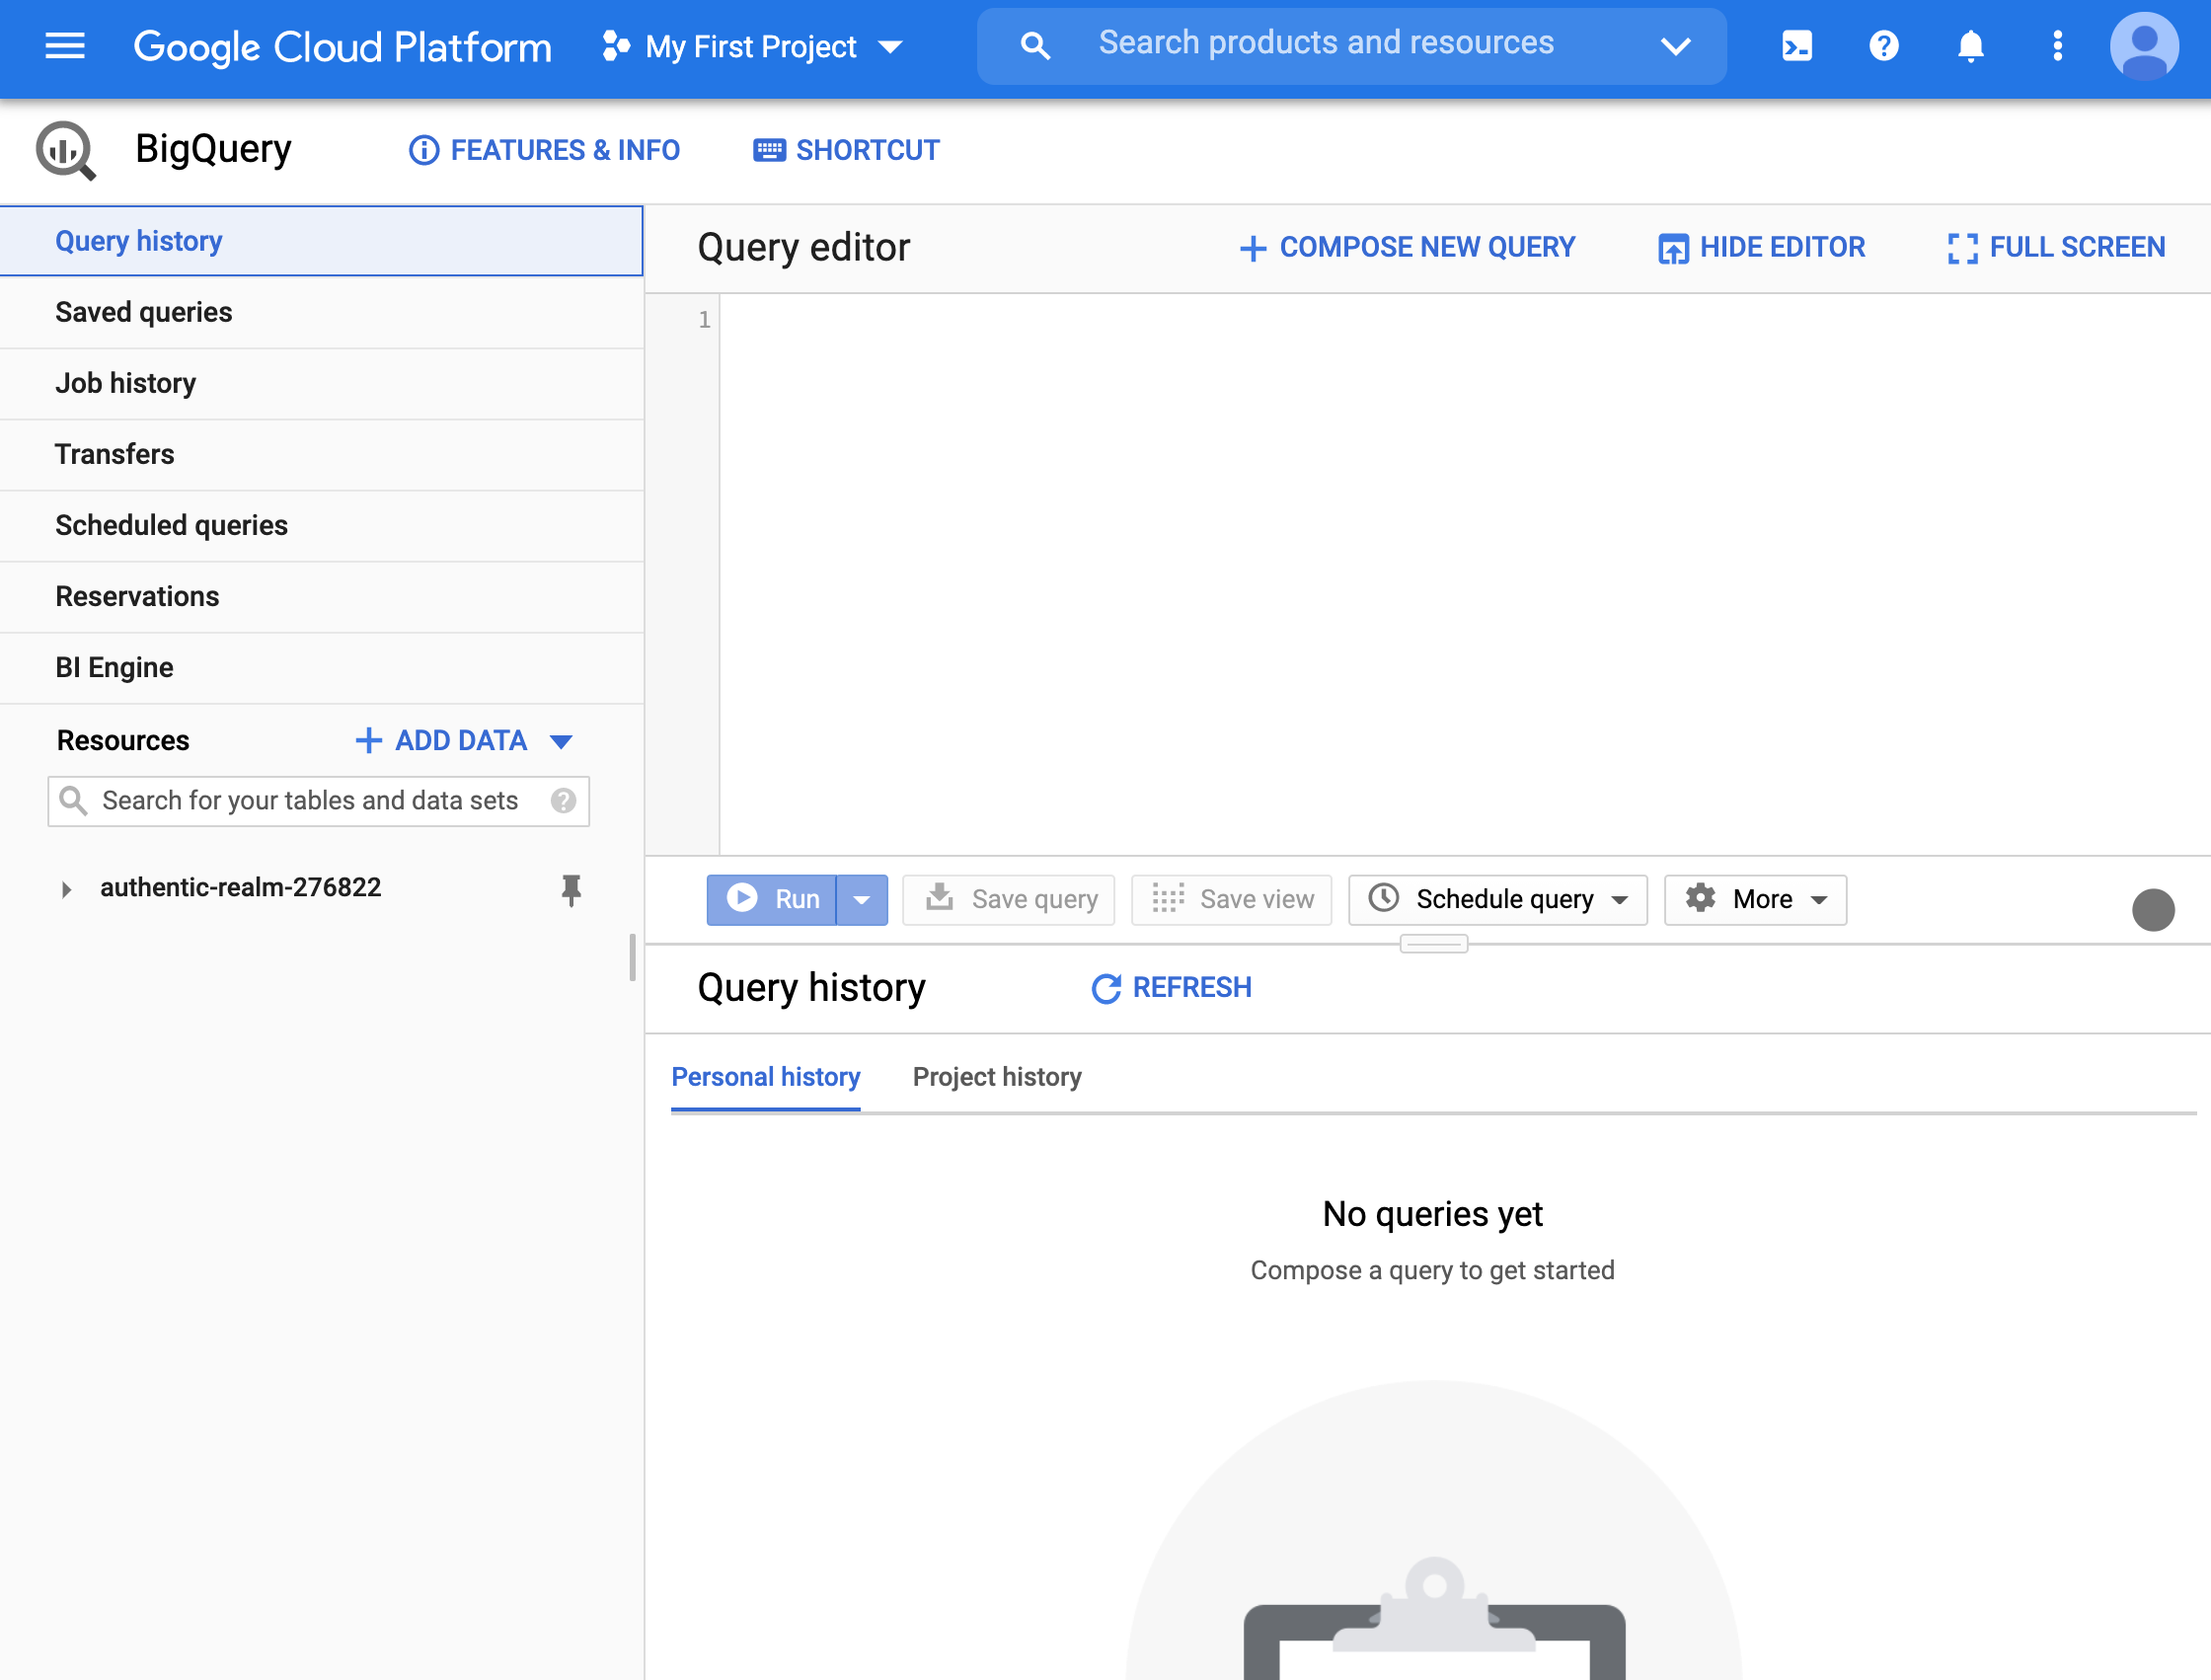 Google Cloud Platform
My First Project
Search products and resources
BigQuery
FEATURES & INFO
SHORTCUT
Query history
Saved queries
Job history
Transfers
Scheduled queries
Reservations
BI Engine
Resources
ADD DATA
Search for your tables and data sets
authentic-realm-276822
Query editor
COMPOSE NEW QUERY
HIDE EDITOR
FULL SCREEN
1
Run
Save query
Save view
Schedule query
More
Query history
REFRESH
Personal history
Project history
No queries yet
Compose a query to get started